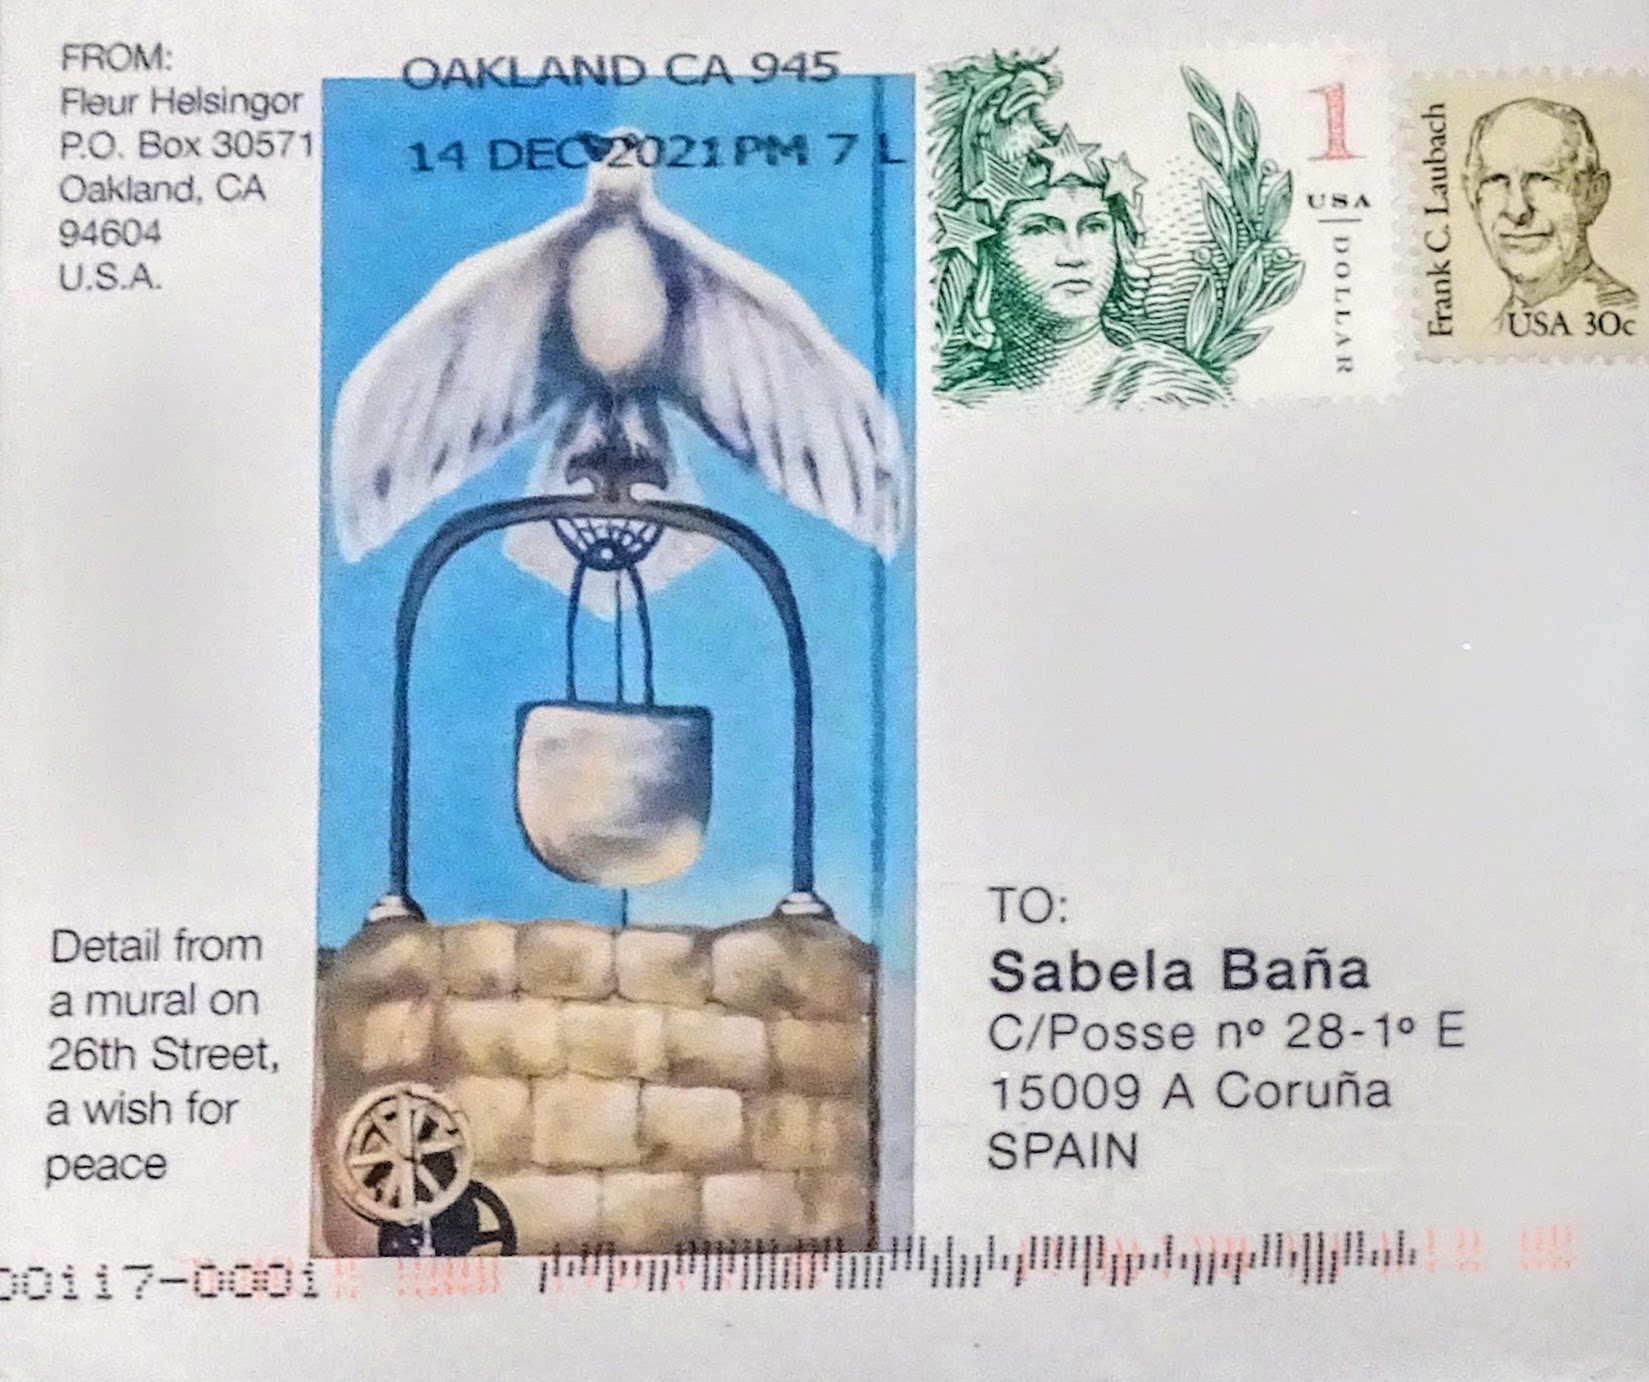 FROM:
Fleur Helsingor
P.O. Box 30571
Oakland, CA
94604
U.S.A.
OAKLAND CA 945
14 DEC 2021 PM 7 L
1
USA
DOLLAR
Frank C. Laubach
USA 30c
Detail from
a mural on
26th Street,
a wish for
peace
TO:
Sabela Baña
C/Posse nº 28-1º E
15009 A Coruña
SPAIN
00117-0001